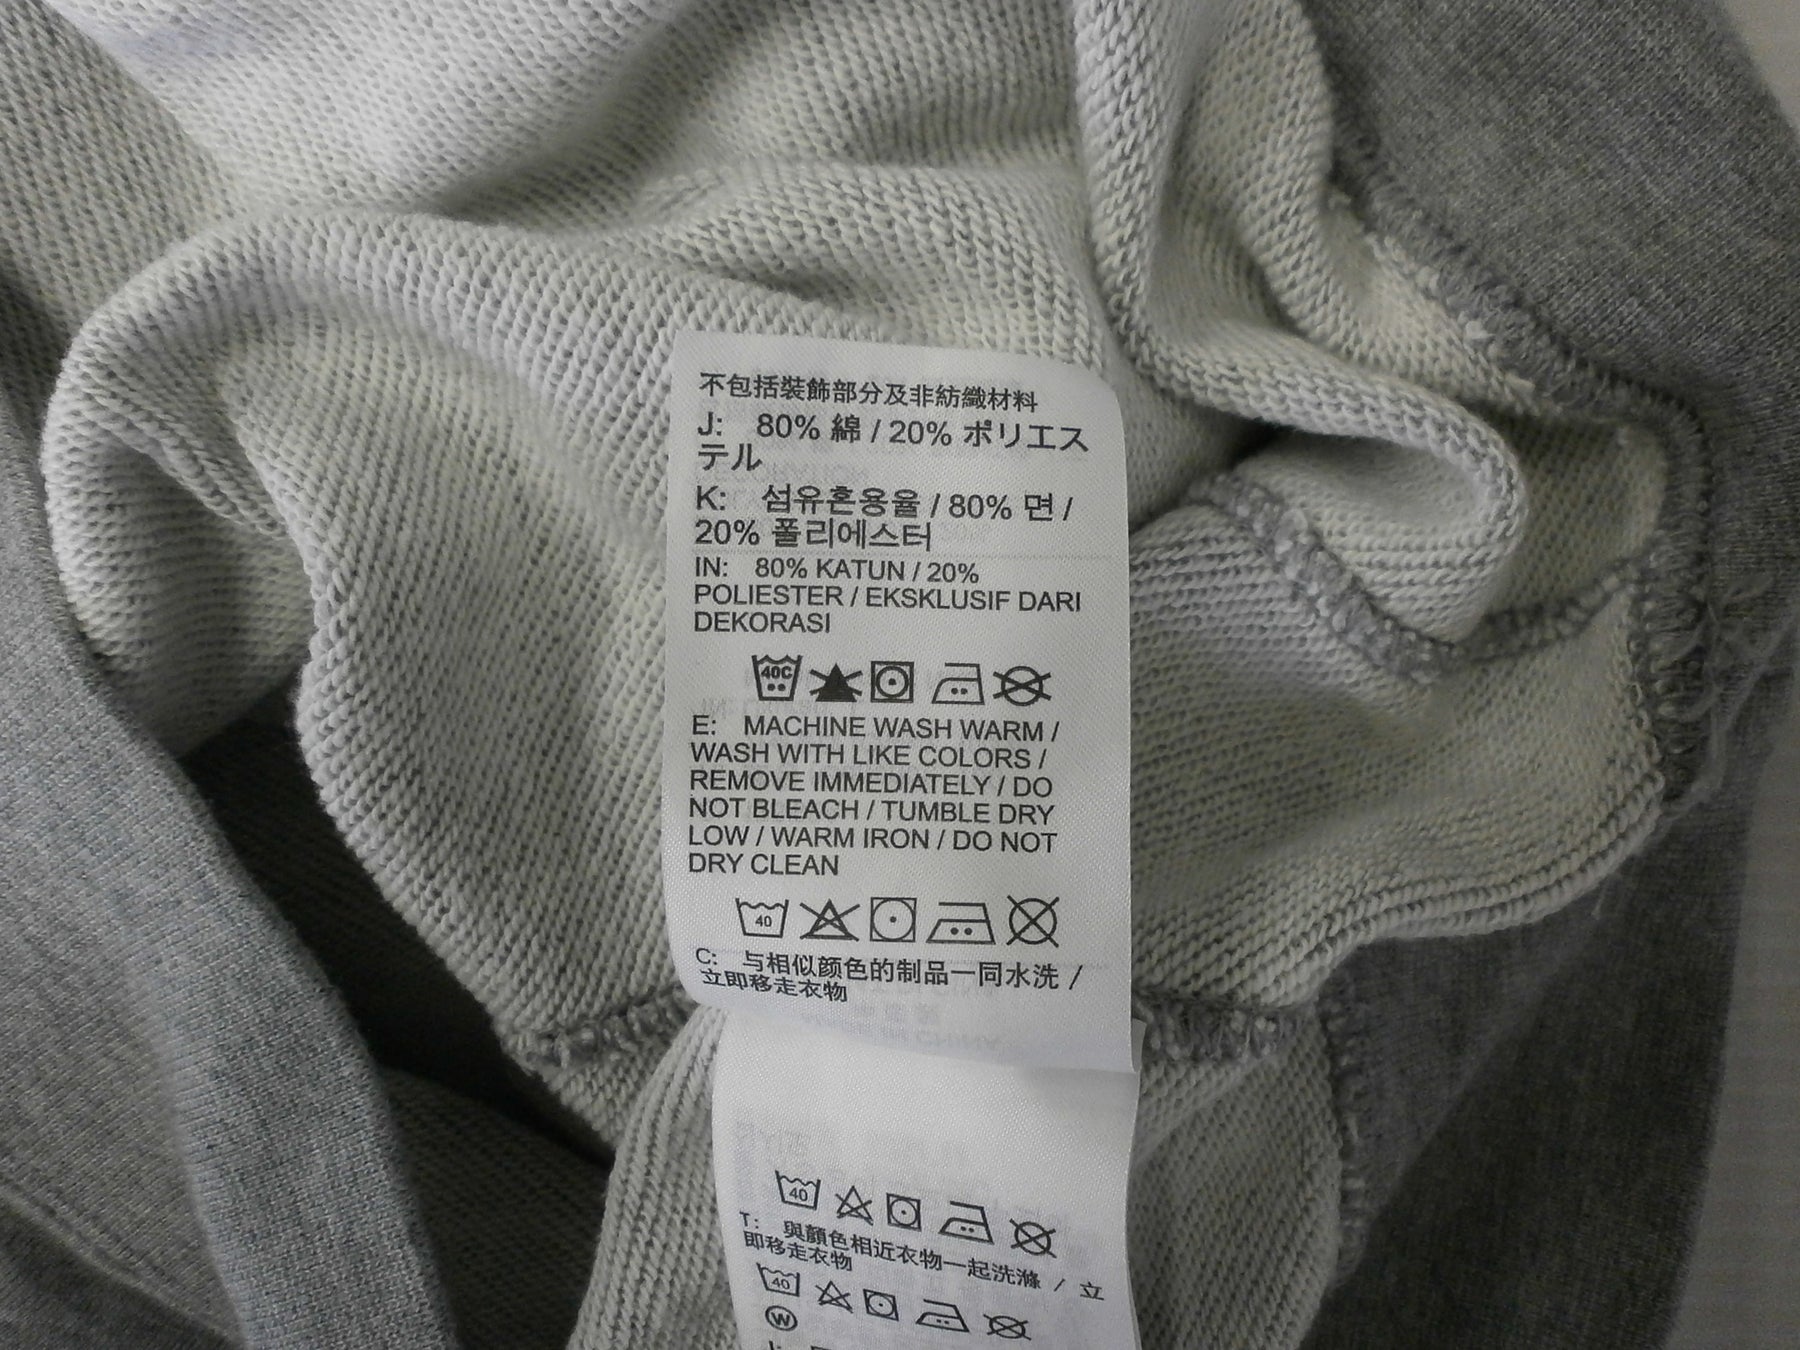 不包括裝飾部分及非紡織材料
J: 80% 綿 / 20% ポリエス
テル
K: 섬유혼용율 / 80% 면 /
20% 폴리에스터
IN: 80% KATUN / 20%
POLIESTER / EKSKLUSIF DARI
DEKORASI
40C
E: MACHINE WASH WARM /
WASH WITH LIKE COLORS /
REMOVE IMMEDIATELY / DO
NOT BLEACH / TUMBLE DRY
LOW / WARM IRON / DO NOT
DRY CLEAN
40
C: 与相似颜色的制品一同水洗 /
立即移走衣物
40
T: 與顏色相近衣物一起洗滌 / 立
即移走衣物
40
W